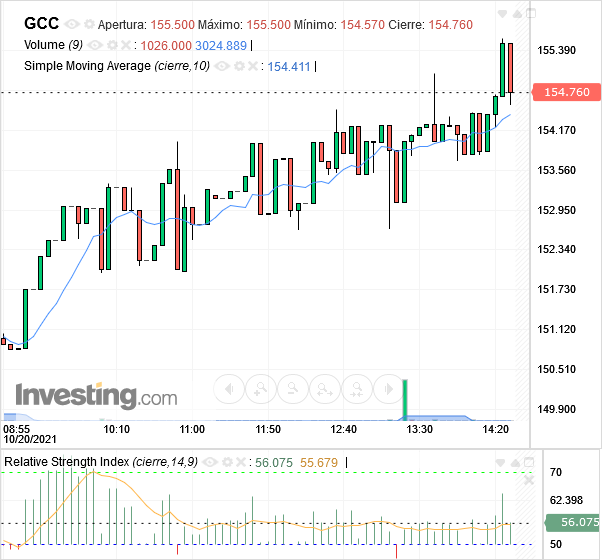 GCC Apertura: 155.500 Máximo: 155.500 Mínimo: 154.570 Cierre: 154.760
Volume (9) : 1026.000 3024.889 |
Simple Moving Average (cierre,10) : 154.411 |
155.390
154.760
154.170
153.560
152.950
152.340
151.730
151.120
150.510
149.900
Investing.com
08:55 10:10 11:00 11:50 12:40 13:30 14:20
10/20/2021
Relative Strength Index (cierre,14,9) : 56.075 55.679 |
70
62.398
56.075
50